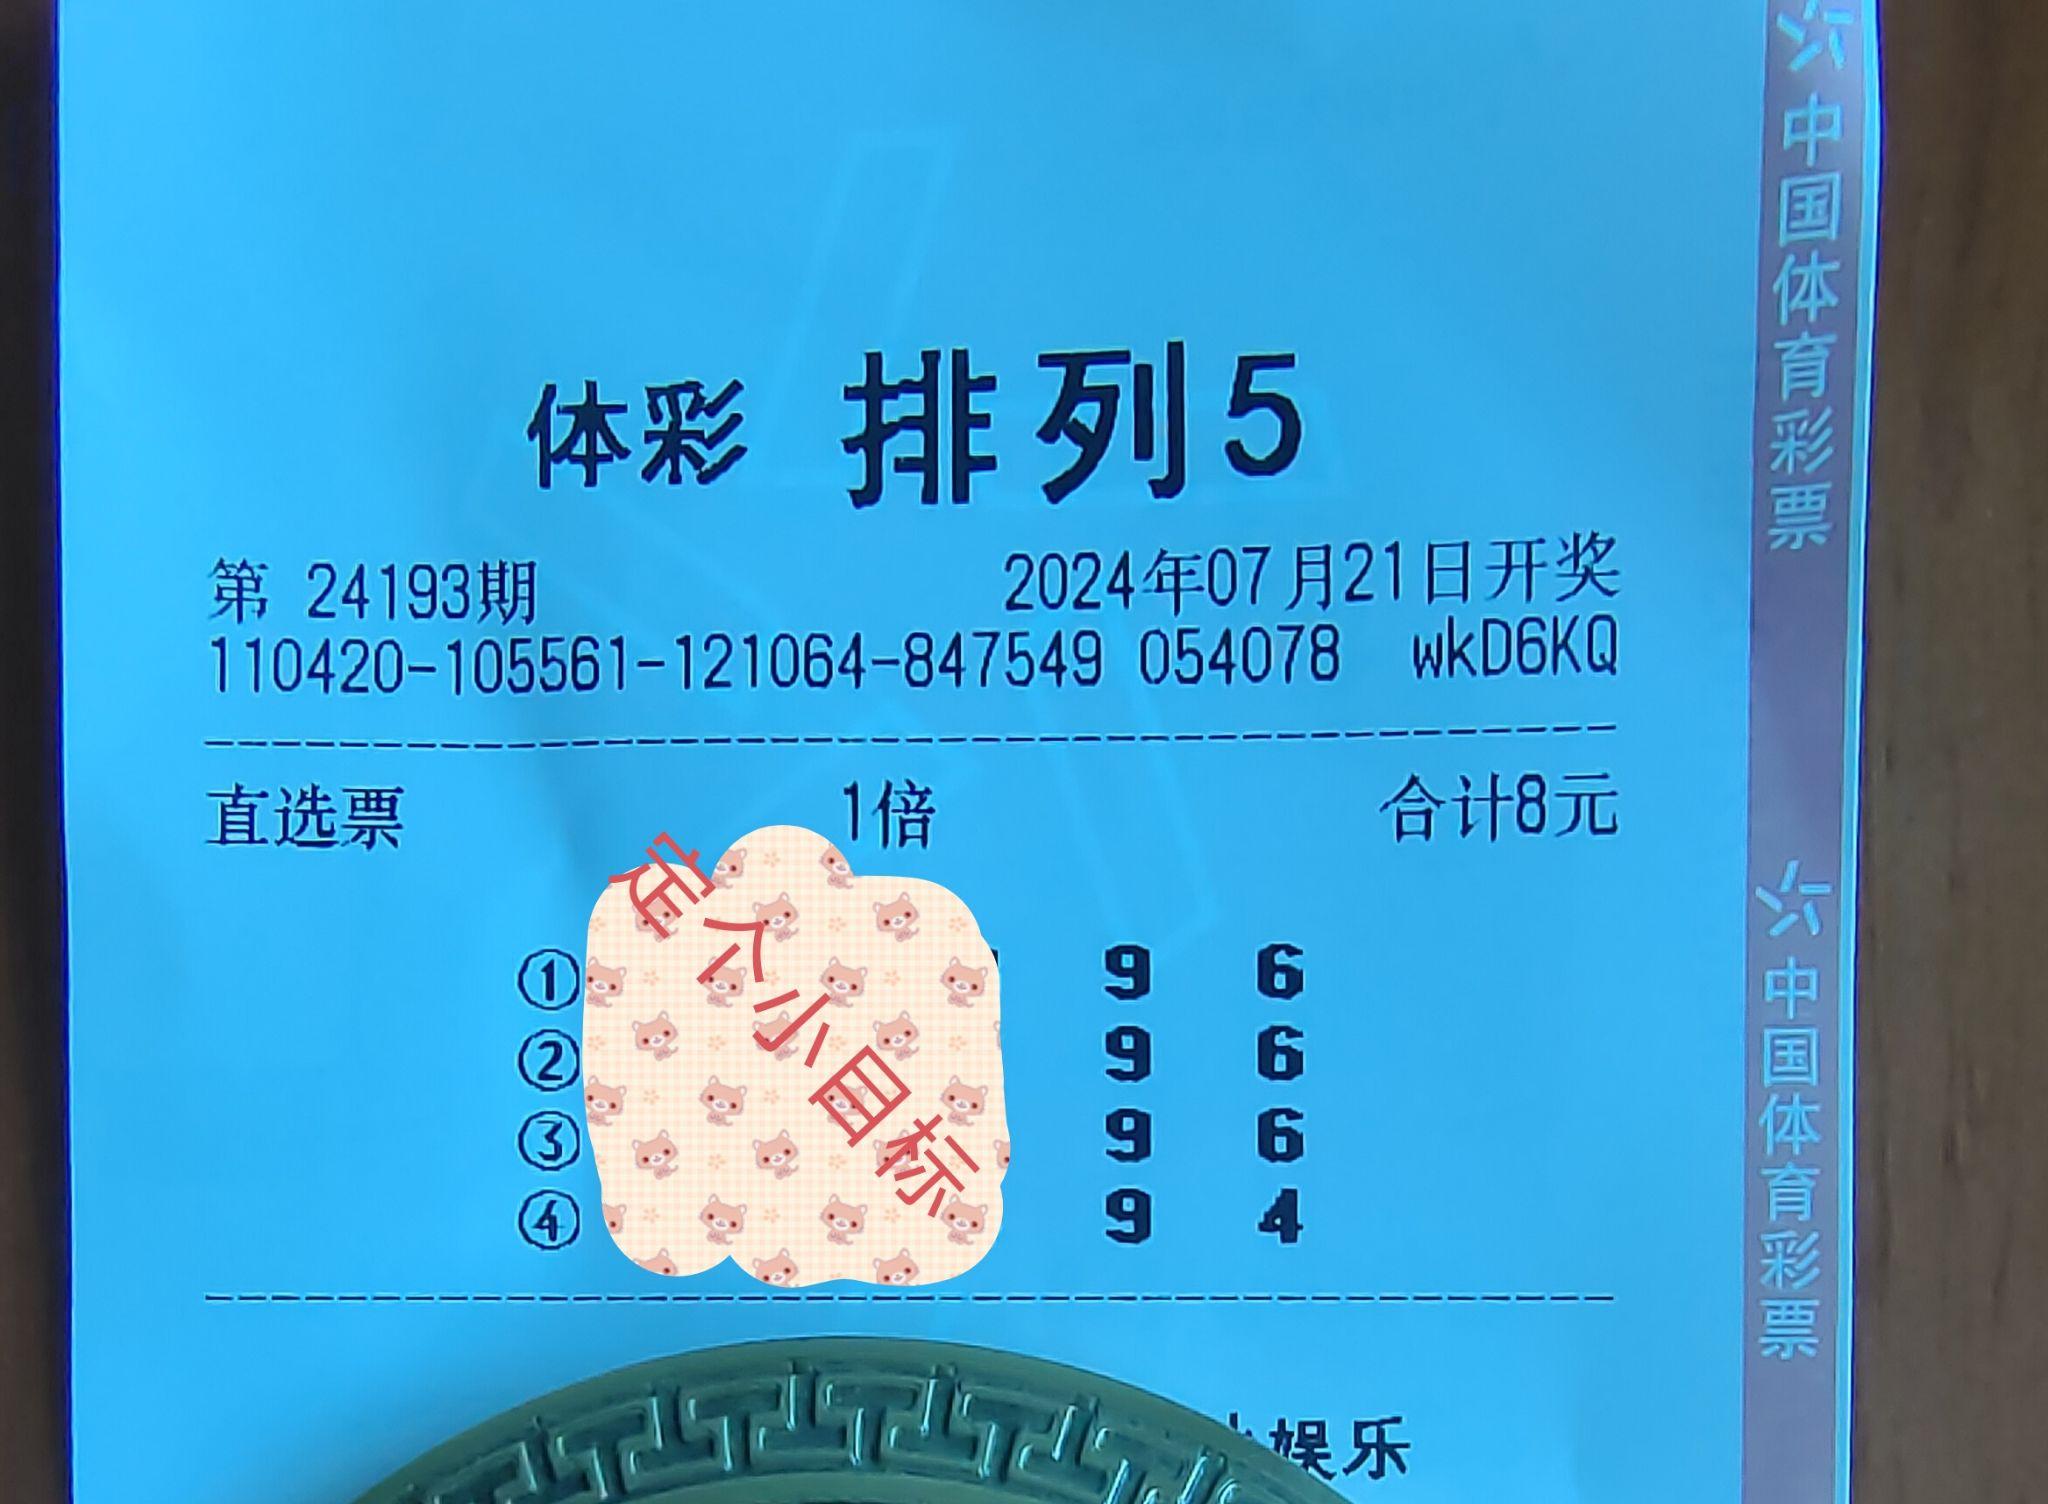 体彩 排列5
第 24193期 2024年07月21日开奖
110420-105561-121064-847549 054078 wkD6KQ
直选票 1倍 合计8元
① 9 6
② 9 6
③ 9 6
④ 9 4
定个小目标
娱乐
中国体育彩票
中国体育彩票